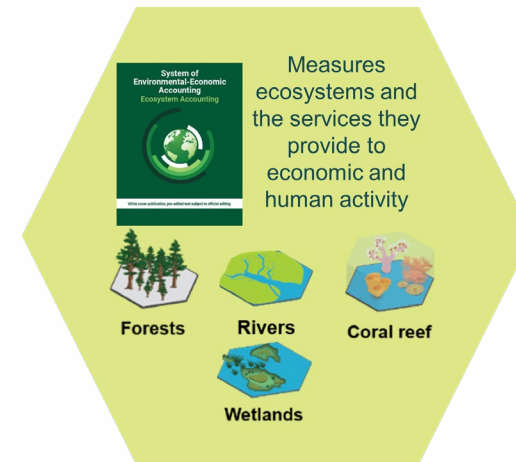 System of
Environmental-Economic
Accounting
Ecosystem Accounting
White cover publication, pre-edited text subject to official editing
Measures
ecosystems and
the services they
provide to
economic and
human activity
Forests
Rivers
Coral reef
Wetlands